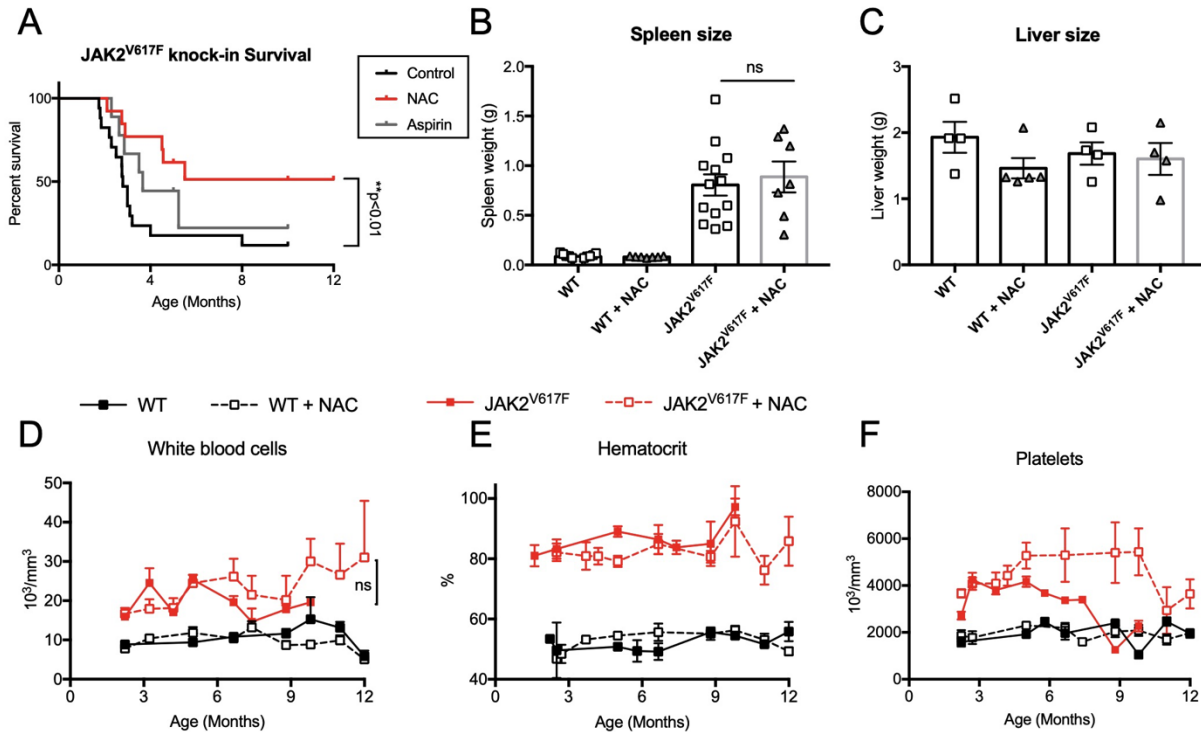 A
JAK2V617F knock-in Survival
Control
NAC
Aspirin
Percent survival
100
50
0
0 4 8 12
Age (Months)
**p<0.01
B
Spleen size
ns
Spleen weight (g)
2.0
1.5
1.0
0.5
0.0
WT
WT + NAC
JAK2V617F
JAK2V617F + NAC
C
Liver size
Liver weight (g)
3
2
1
0
WT
WT + NAC
JAK2V617F
JAK2V617F + NAC
WT WT + NAC JAK2V617F JAK2V617F + NAC
D
White blood cells
10³/mm³
50
40
30
20
10
0
0 3 6 9 12
Age (Months)
ns
E
Hematocrit
%
100
80
60
40
0 3 6 9 12
Age (Months)
F
Platelets
10³/mm³
8000
6000
4000
2000
0
0 3 6 9 12
Age (Months)